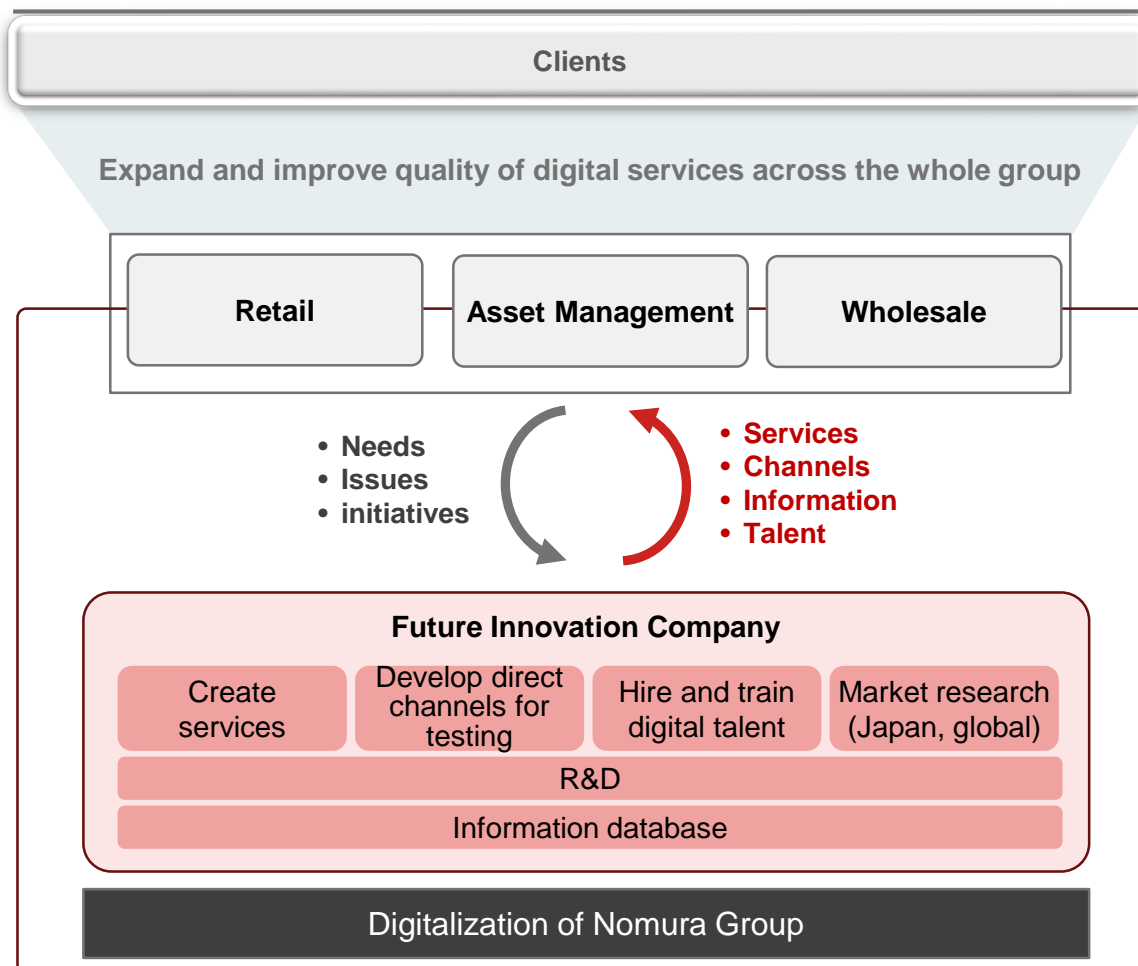 Clients
Expand and improve quality of digital services across the whole group
Retail
Asset Management
Wholesale
• Needs
• Issues
• initiatives
• Services
• Channels
• Information
• Talent
Future Innovation Company
Create
services
Develop direct
channels for
testing
Hire and train
digital talent
Market research
(Japan, global)
R&D
Information database
Digitalization of Nomura Group